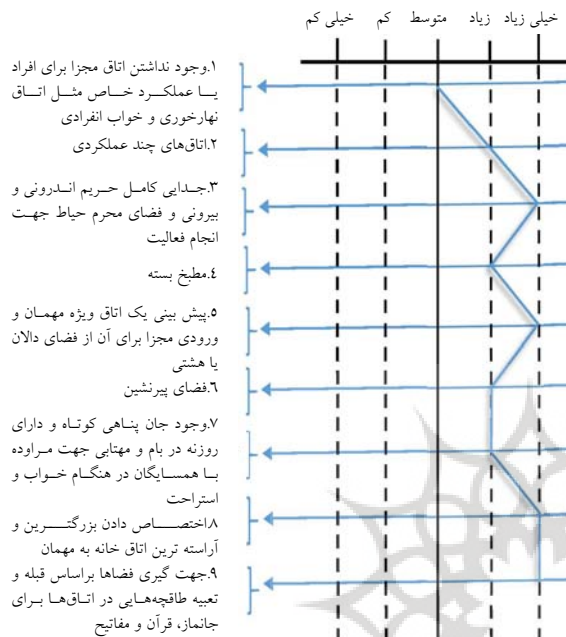 خیلی زیاد زیاد متوسط کم خیلی کم
۱.وجود نداشتن اتاق مجزا برای افراد
یا عملکرد خاص مثل اتاق
نهارخوری و خواب انفرادی
۲.اتاق‌های چند عملکردی
۳.جدایی کامل حریم اندرونی و
بیرونی و فضای محرم حیاط جهت
انجام فعالیت
٤.مطبخ بسته
٥.پیش بینی یک اتاق ویژه مهمان و
ورودی مجزا برای آن از فضای دالان
یا هشتی
٦.فضای پیرنشین
۷.وجود جان پناهی کوتاه و دارای
روزنه در بام و مهتابی جهت مراوده
با همسایگان در هنگام خواب و
استراحت
۸اختصاص دادن بزرگترین و
آراسته ترین اتاق خانه به مهمان
۹.جهت گیری فضاها براساس قبله و
تعبیه طاقچه‌هایی در اتاق‌ها برای
جانماز، قرآن و مفاتیح